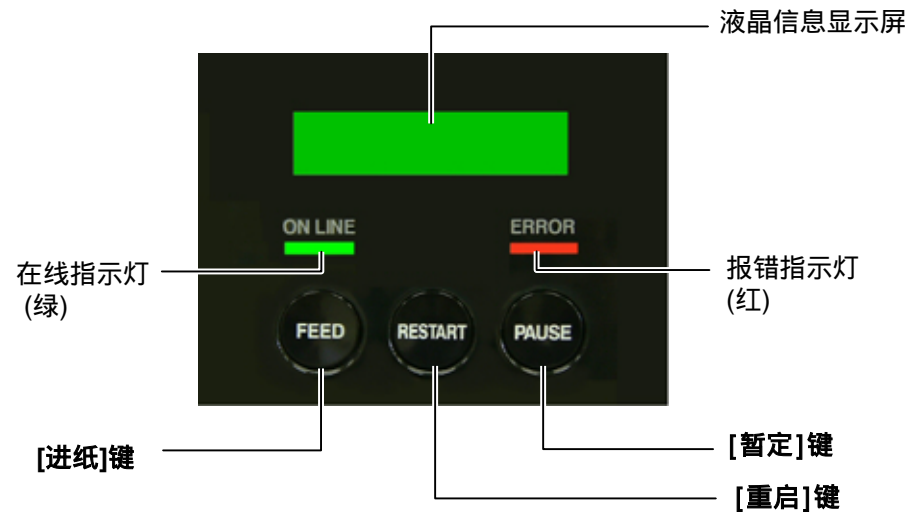 液晶信息显示屏
ON LINE
ERROR
在线指示灯
(绿)
报错指示灯
(红)
FEED
RESTART
PAUSE
[进纸]键
[暂定]键
[重启]键